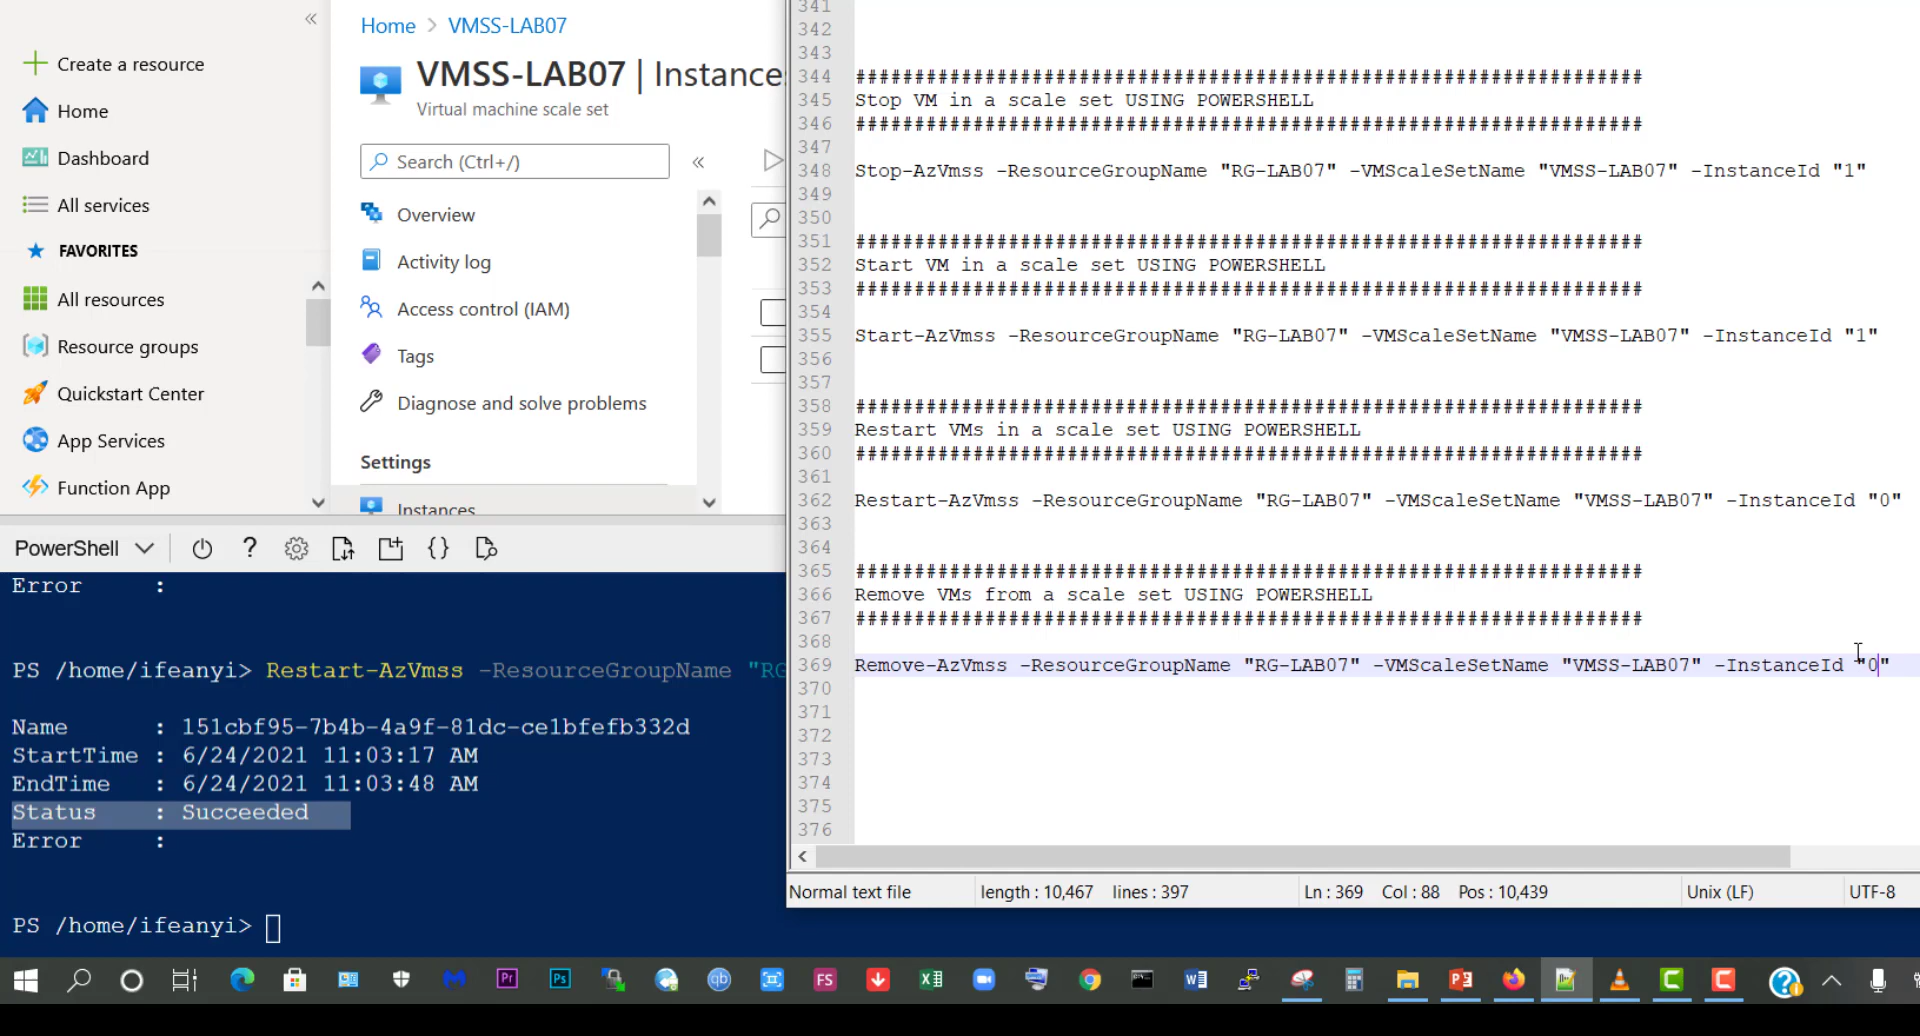 Create a resource
Home
Dashboard
All services
FAVORITES
All resources
Resource groups
Quickstart Center
App Services
Function App
Home > VMSS-LAB07
VMSS-LAB07 | Instances
Virtual machine scale set
Search (Ctrl+/)
Overview
Activity log
Access control (IAM)
Tags
Diagnose and solve problems
Settings
Instances
PowerShell
Error :
PS /home/ifeanyi> Restart-AzVmss -ResourceGroupName "RG
Name : 151cbf95-7b4b-4a9f-81dc-ce1bfefb332d
StartTime : 6/24/2021 11:03:17 AM
EndTime : 6/24/2021 11:03:48 AM
Status : Succeeded
Error :
PS /home/ifeanyi>
341
342
343
344 ###################################################################
345 Stop VM in a scale set USING POWERSHELL
346 ###################################################################
347
348 Stop-AzVmss -ResourceGroupName "RG-LAB07" -VMScaleSetName "VMSS-LAB07" -InstanceId "1"
349
350
351 ###################################################################
352 Start VM in a scale set USING POWERSHELL
353 ###################################################################
354
355 Start-AzVmss -ResourceGroupName "RG-LAB07" -VMScaleSetName "VMSS-LAB07" -InstanceId "1"
356
357
358 ###################################################################
359 Restart VMs in a scale set USING POWERSHELL
360 ###################################################################
361
362 Restart-AzVmss -ResourceGroupName "RG-LAB07" -VMScaleSetName "VMSS-LAB07" -InstanceId "0"
363
364
365 ###################################################################
366 Remove VMs from a scale set USING POWERSHELL
367 ###################################################################
368
369 Remove-AzVmss -ResourceGroupName "RG-LAB07" -VMScaleSetName "VMSS-LAB07" -InstanceId "0"
370
371
372
373
374
375
376
Normal text file length : 10,467 lines : 397 Ln : 369 Col : 88 Pos : 10,439 Unix (LF) UTF-8